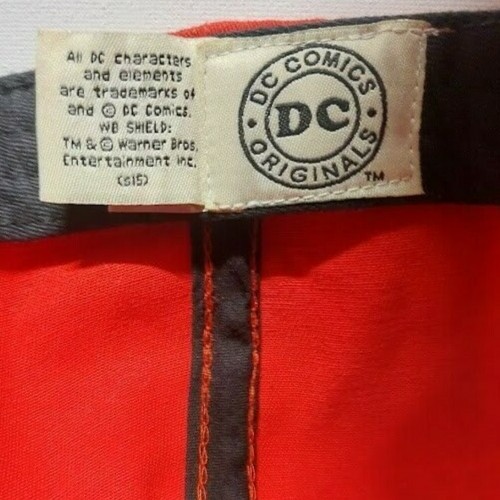 All DC characters
and elements
are trademarks of
and © DC Comics.
WB SHIELD:
TM & © Warner Bros.
Entertainment Inc.
(s15)
DC COMICS
DC
ORIGINALS
TM